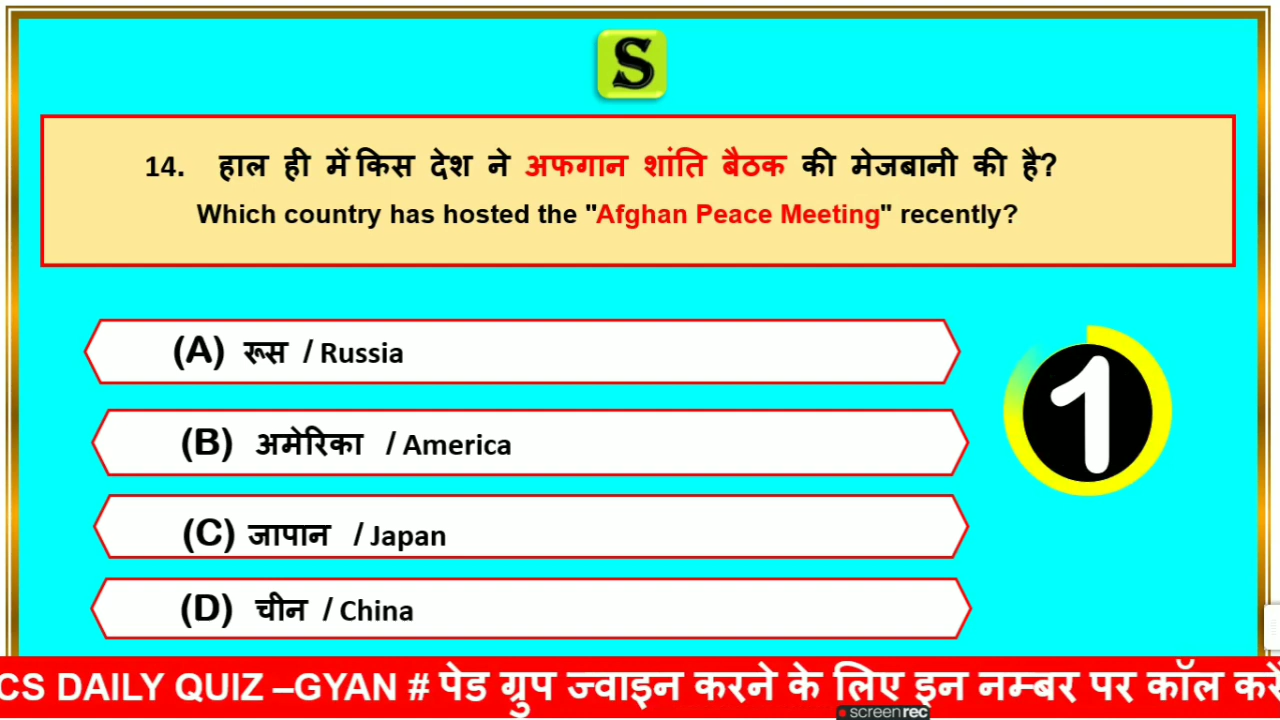 S
14. हाल ही में किस देश ने अफगान शांति बैठक की मेजबानी की है?
Which country has hosted the "Afghan Peace Meeting" recently?
(A) रूस / Russia
1
(B) अमेरिका / America
(C) जापान / Japan
(D) चीन / China
CS DAILY QUIZ –GYAN # पेड ग्रुप ज्वाइन करने के लिए इन नम्बर पर कॉल करें
screenrec